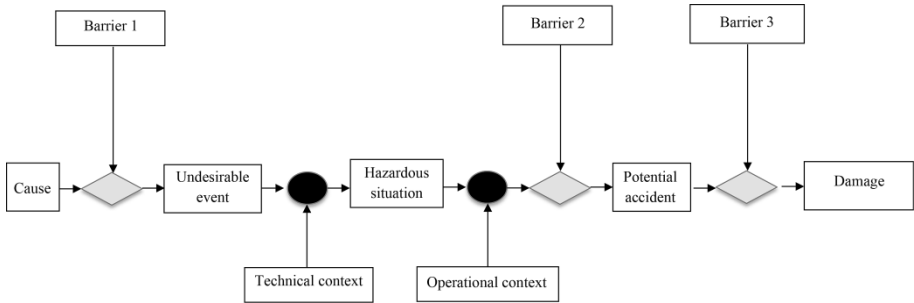 Barrier 1
Barrier 2
Barrier 3
Cause
Undesirable
event
Hazardous
situation
Potential
accident
Damage
Technical context
Operational context